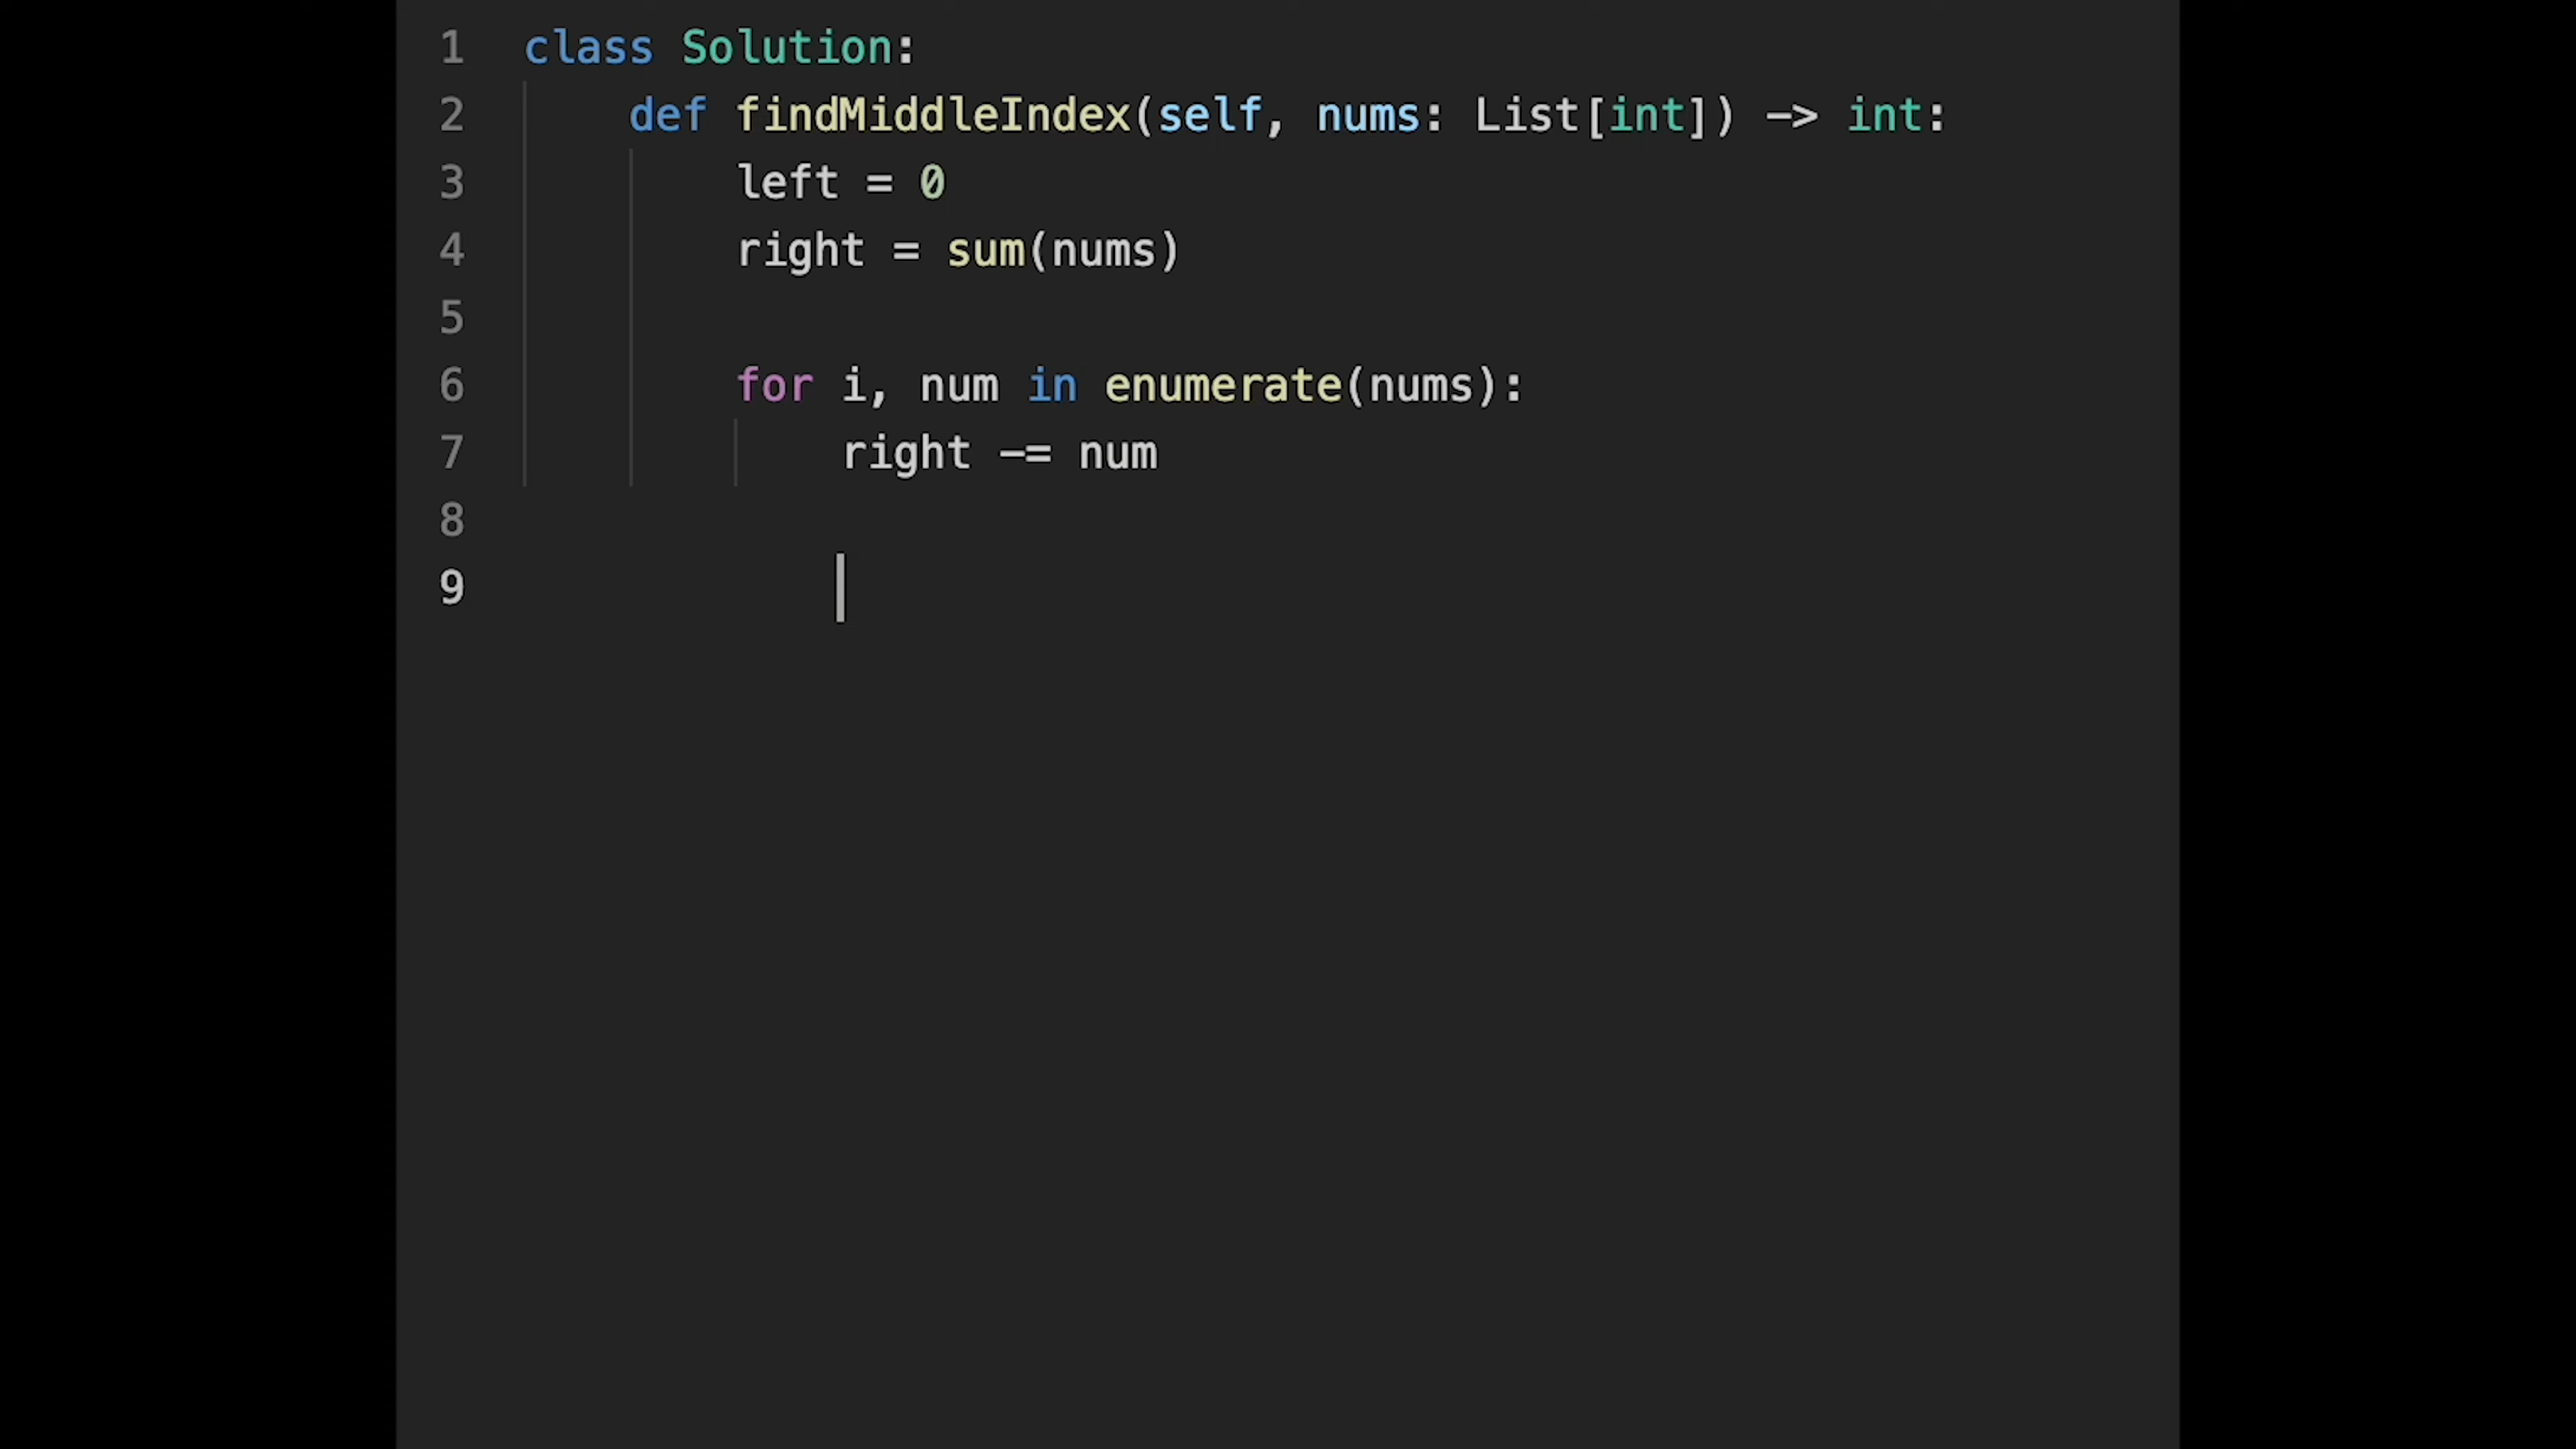 1 class Solution:
2     def findMiddleIndex(self, nums: List[int]) -> int:
3         left = 0
4         right = sum(nums)
5
6         for i, num in enumerate(nums):
7             right -= num
8
9